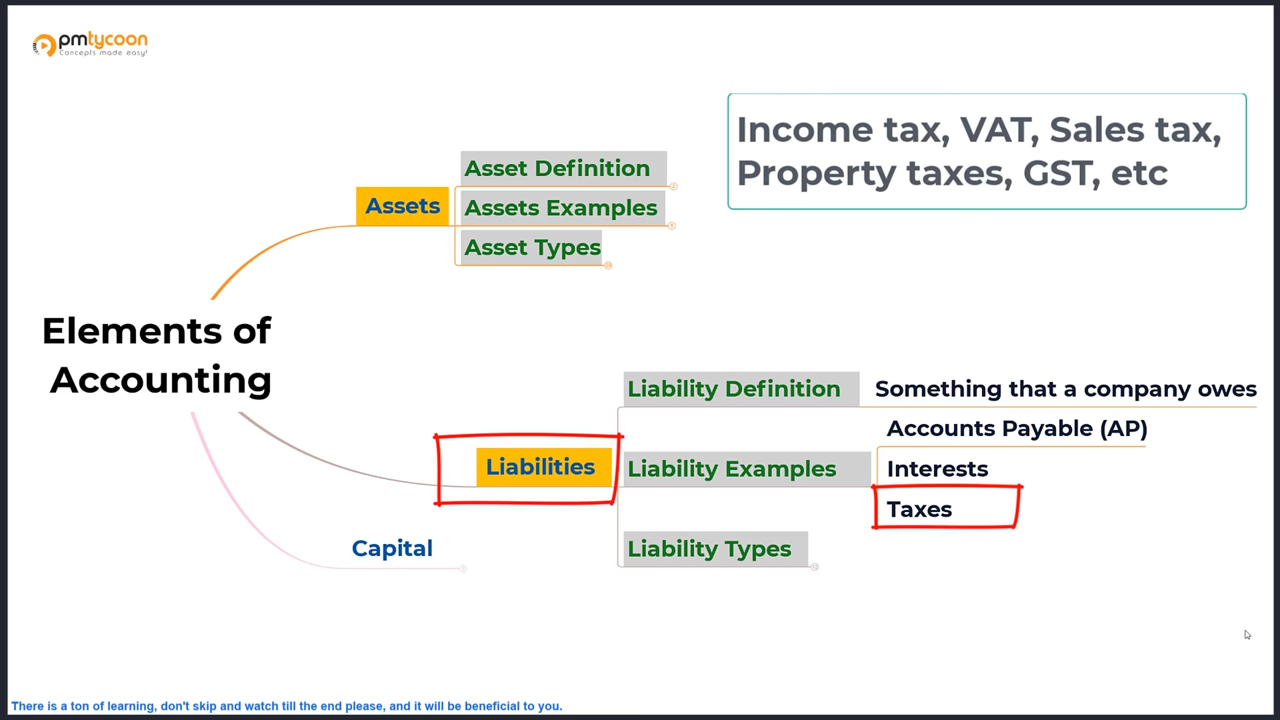 pmtycoon
Concepts made easy!
Income tax, VAT, Sales tax,
Property taxes, GST, etc
Asset Definition
Assets
Assets Examples
Asset Types
Elements of
Accounting
Liability Definition
Something that a company owes
Accounts Payable (AP)
Liabilities
Liability Examples
Interests
Taxes
Capital
Liability Types
There is a ton of learning, don't skip and watch till the end please, and it will be beneficial to you.